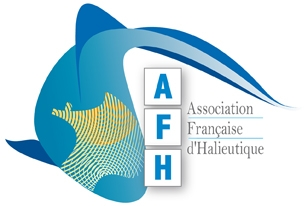 A Association
F Française
H d'Halieutique